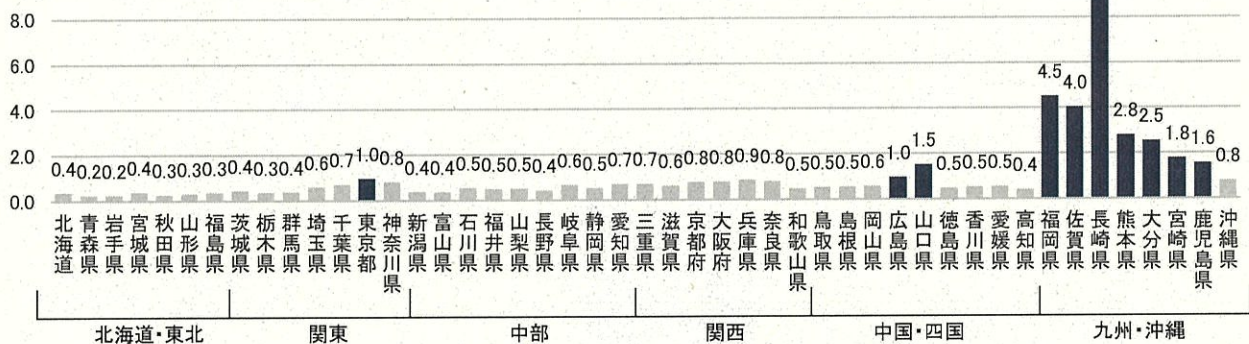 8.0
6.0
4.0
2.0
0.0
0.4 0.2 0.2 0.4 0.3 0.3 0.3 0.4 0.3 0.4 0.6 0.7 1.0 0.8 0.4 0.4 0.5 0.5 0.5 0.4 0.6 0.5 0.7 0.7 0.6 0.8 0.8 0.9 0.8 0.5 0.5 0.5 0.6 1.0 1.5 0.5 0.5 0.5 0.4 4.5 4.0 2.8 2.5 1.8 1.6 0.8
北海道 青森県 岩手県 宮城県 秋田県 山形県 福島県 茨城県 栃木県 群馬県 埼玉県 千葉県 東京都 神奈川県 新潟県 富山県 石川県 福井県 山梨県 長野県 岐阜県 静岡県 愛知県 三重県 滋賀県 京都府 大阪府 兵庫県 奈良県 和歌山県 鳥取県 島根県 岡山県 広島県 山口県 徳島県 香川県 愛媛県 高知県 福岡県 佐賀県 長崎県 熊本県 大分県 宮崎県 鹿児島県 沖縄県
北海道・東北 関東 中部 関西 中国・四国 九州・沖縄